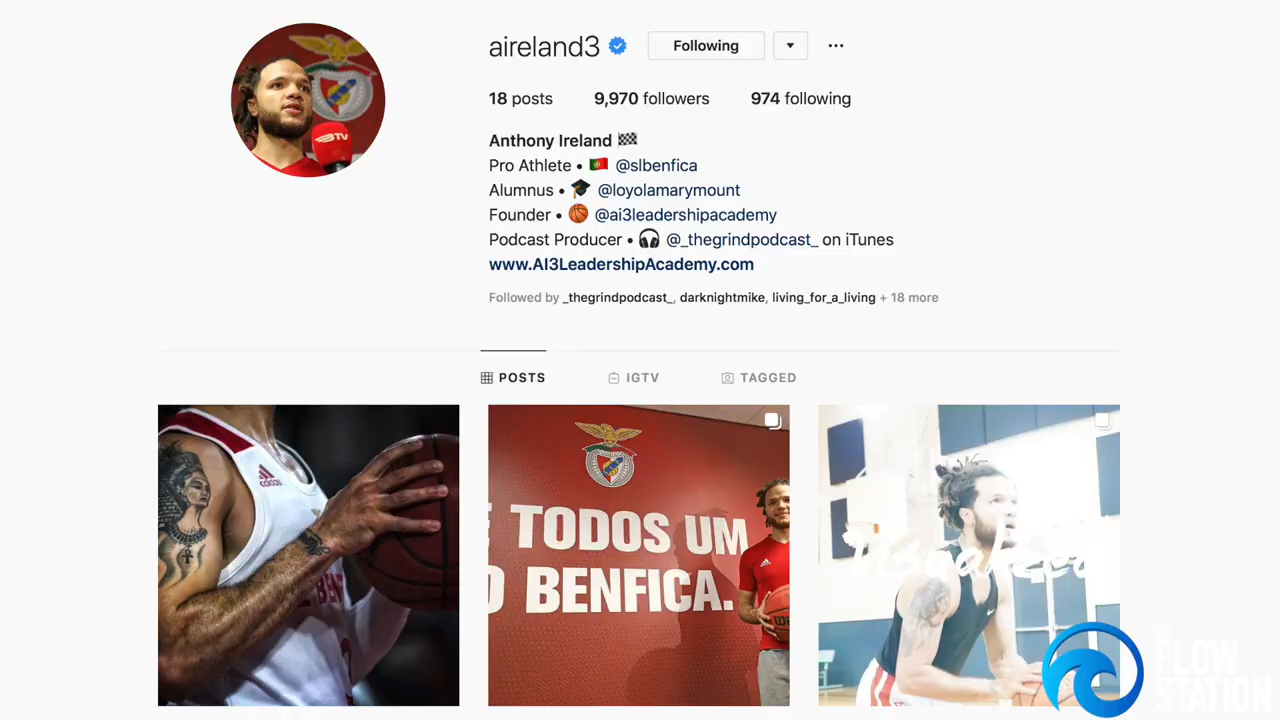 aireland3
Following
18 posts 9,970 followers 974 following
Anthony Ireland
Pro Athlete • @slbenfica
Alumnus • @loyolamarymount
Founder • @ai3leadershipacademy
Podcast Producer • @_thegrindpodcast_ on iTunes
www.AI3LeadershipAcademy.com
Followed by _thegrindpodcast_, darknightmike, living_for_a_living + 18 more
POSTS IGTV TAGGED
TODOS UM
O BENFICA.
adidas
TV
FLOW
STATION